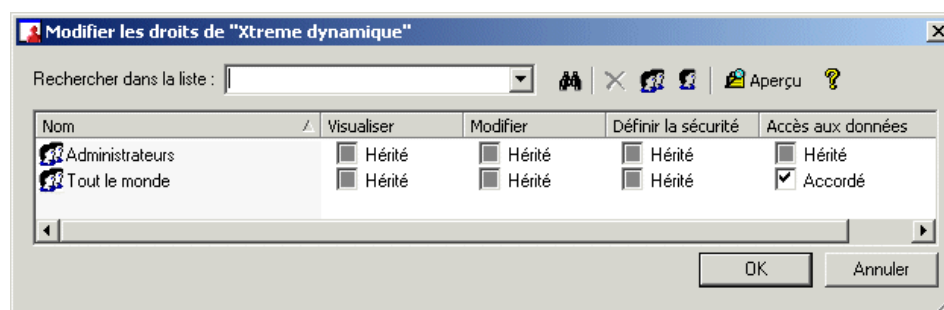 Modifier les droits de "Xtreme dynamique"
Rechercher dans la liste : Aperçu
Nom Visualiser Modifier Définir la sécurité Accès aux données
Administrateurs Hérité Hérité Hérité Hérité
Tout le monde Hérité Hérité Hérité Accordé
OK Annuler